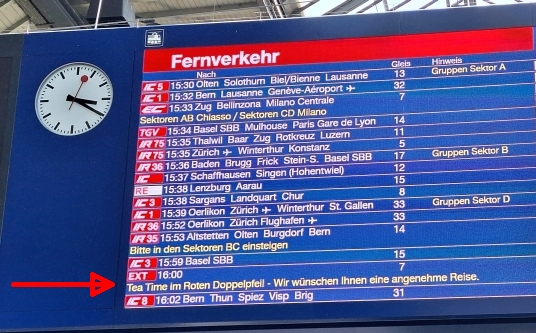 Fernverkehr
Nach Gleis Hinweis
IC 5 15:30 Olten Solothurn Biel/Bienne Lausanne 13 Gruppen Sektor A
IC 1 15:32 Bern Lausanne Genève-Aéroport 32
EC 15:33 Zug Bellinzona Milano Centrale 7
Sektoren AB Chiasso / Sektoren CD Milano
TGV 15:34 Basel SBB Mulhouse Paris Gare de Lyon 14
IR 75 15:35 Thalwil Baar Zug Rotkreuz Luzern 11
IR 75 15:35 Zürich Winterthur Konstanz 5
IR 36 15:36 Baden Brugg Frick Stein-S. Basel SBB 17 Gruppen Sektor B
IC 15:37 Schaffhausen Singen (Hohentwiel) 12
RE 15:38 Lenzburg Aarau 15
IC 3 15:38 Sargans Landquart Chur 8
IC 1 15:39 Oerlikon Zürich Winterthur St. Gallen 33 Gruppen Sektor D
IR 36 15:52 Oerlikon Zürich Flughafen 33
IR 35 15:53 Altstetten Olten Burgdorf Bern 14
Bitte in den Sektoren BC einsteigen
IC 3 15:59 Basel SBB 15
EXT 16:00 7
Tea Time im Roten Doppelpfeil - Wir wünschen Ihnen eine angenehme Reise.
IC 8 16:02 Bern Thun Spiez Visp Brig 31